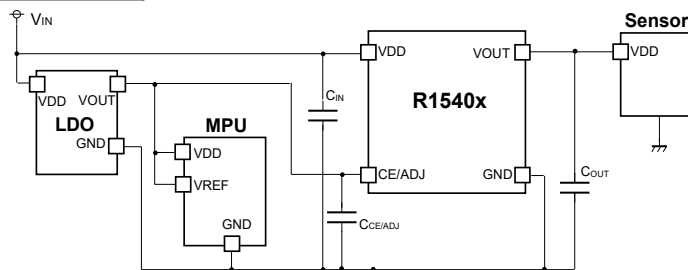 VIN
Sensor
VDD
VOUT
VDD
R1540x
CIN
VDD
VOUT
LDO
GND
MPU
VDD
VREF
GND
CE/ADJ
GND
CCE/ADJ
COUT